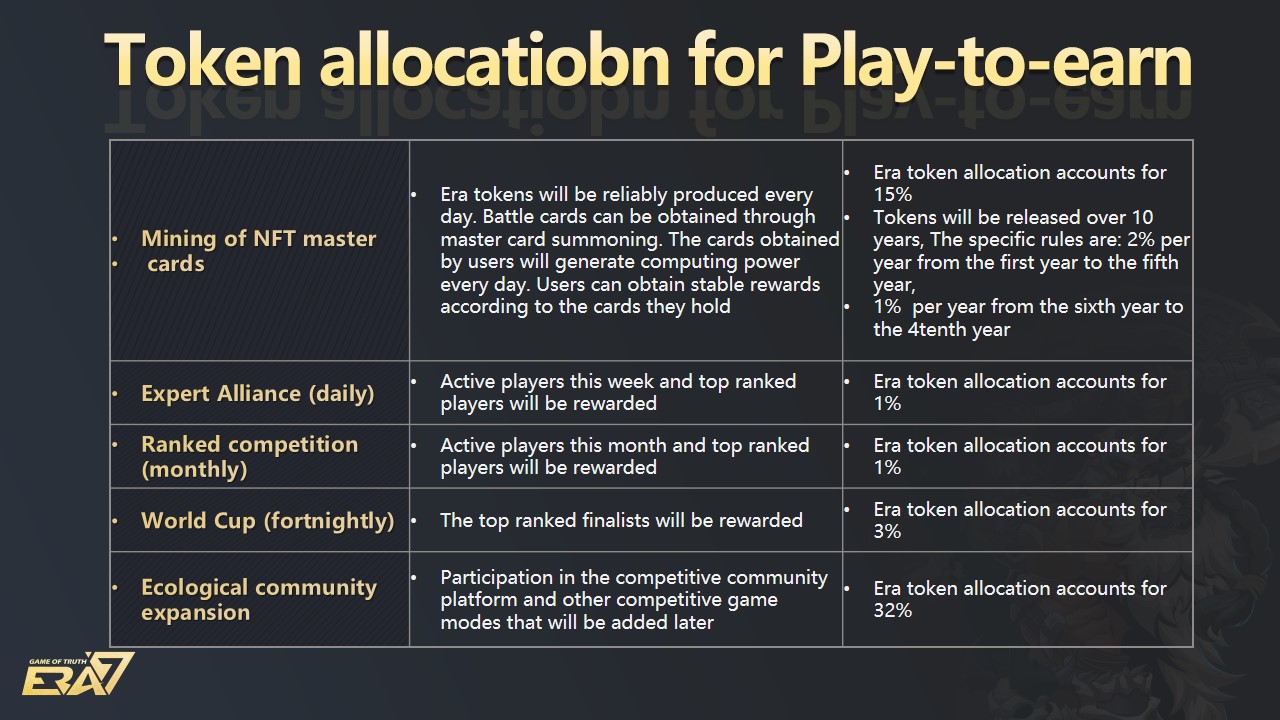 Token allocatiobn for Play-to-earn
• Mining of NFT master
• cards
• Era tokens will be reliably produced every
day. Battle cards can be obtained through
master card summoning. The cards obtained
by users will generate computing power
every day. Users can obtain stable rewards
according to the cards they hold
• Era token allocation accounts for
15%
• Tokens will be released over 10
years, The specific rules are: 2% per
year from the first year to the fifth
year,
• 1%  per year from the sixth year to
the 4tenth year
• Expert Alliance (daily)
• Active players this week and top ranked
players will be rewarded
• Era token allocation accounts for
1%
• Ranked competition
(monthly)
• Active players this month and top ranked
players will be rewarded
• Era token allocation accounts for
1%
• World Cup (fortnightly)
• The top ranked finalists will be rewarded
• Era token allocation accounts for
3%
• Ecological community
expansion
• Participation in the competitive community
platform and other competitive game
modes that will be added later
• Era token allocation accounts for
32%
GAME OF TRUTH
ERA7